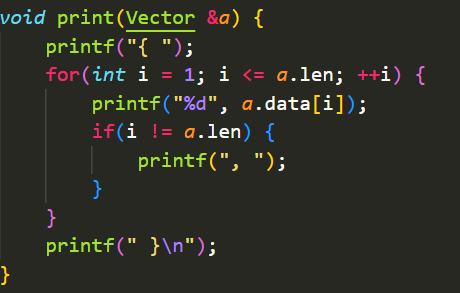 void print(Vector &a) {
    printf("{ ");
    for(int i = 1; i <= a.len; ++i) {
        printf("%d", a.data[i]);
        if(i != a.len) {
            printf(", ");
        }
    }
    printf(" }\n");
}